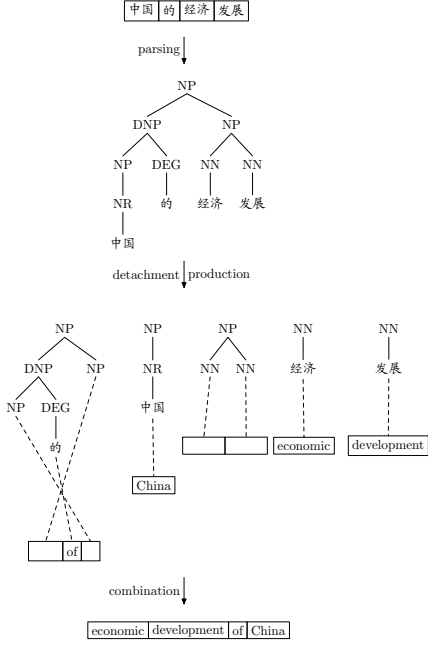 中国 的 经济 发展
parsing
NP
DNP NP
NP DEG NN NN
NR 的 经济 发展
中国
detachment production
NP NP NP NN NN
DNP NP NR NN NN 经济 发展
NP DEG 中国
的 economic development
China
of
combination
economic development of China